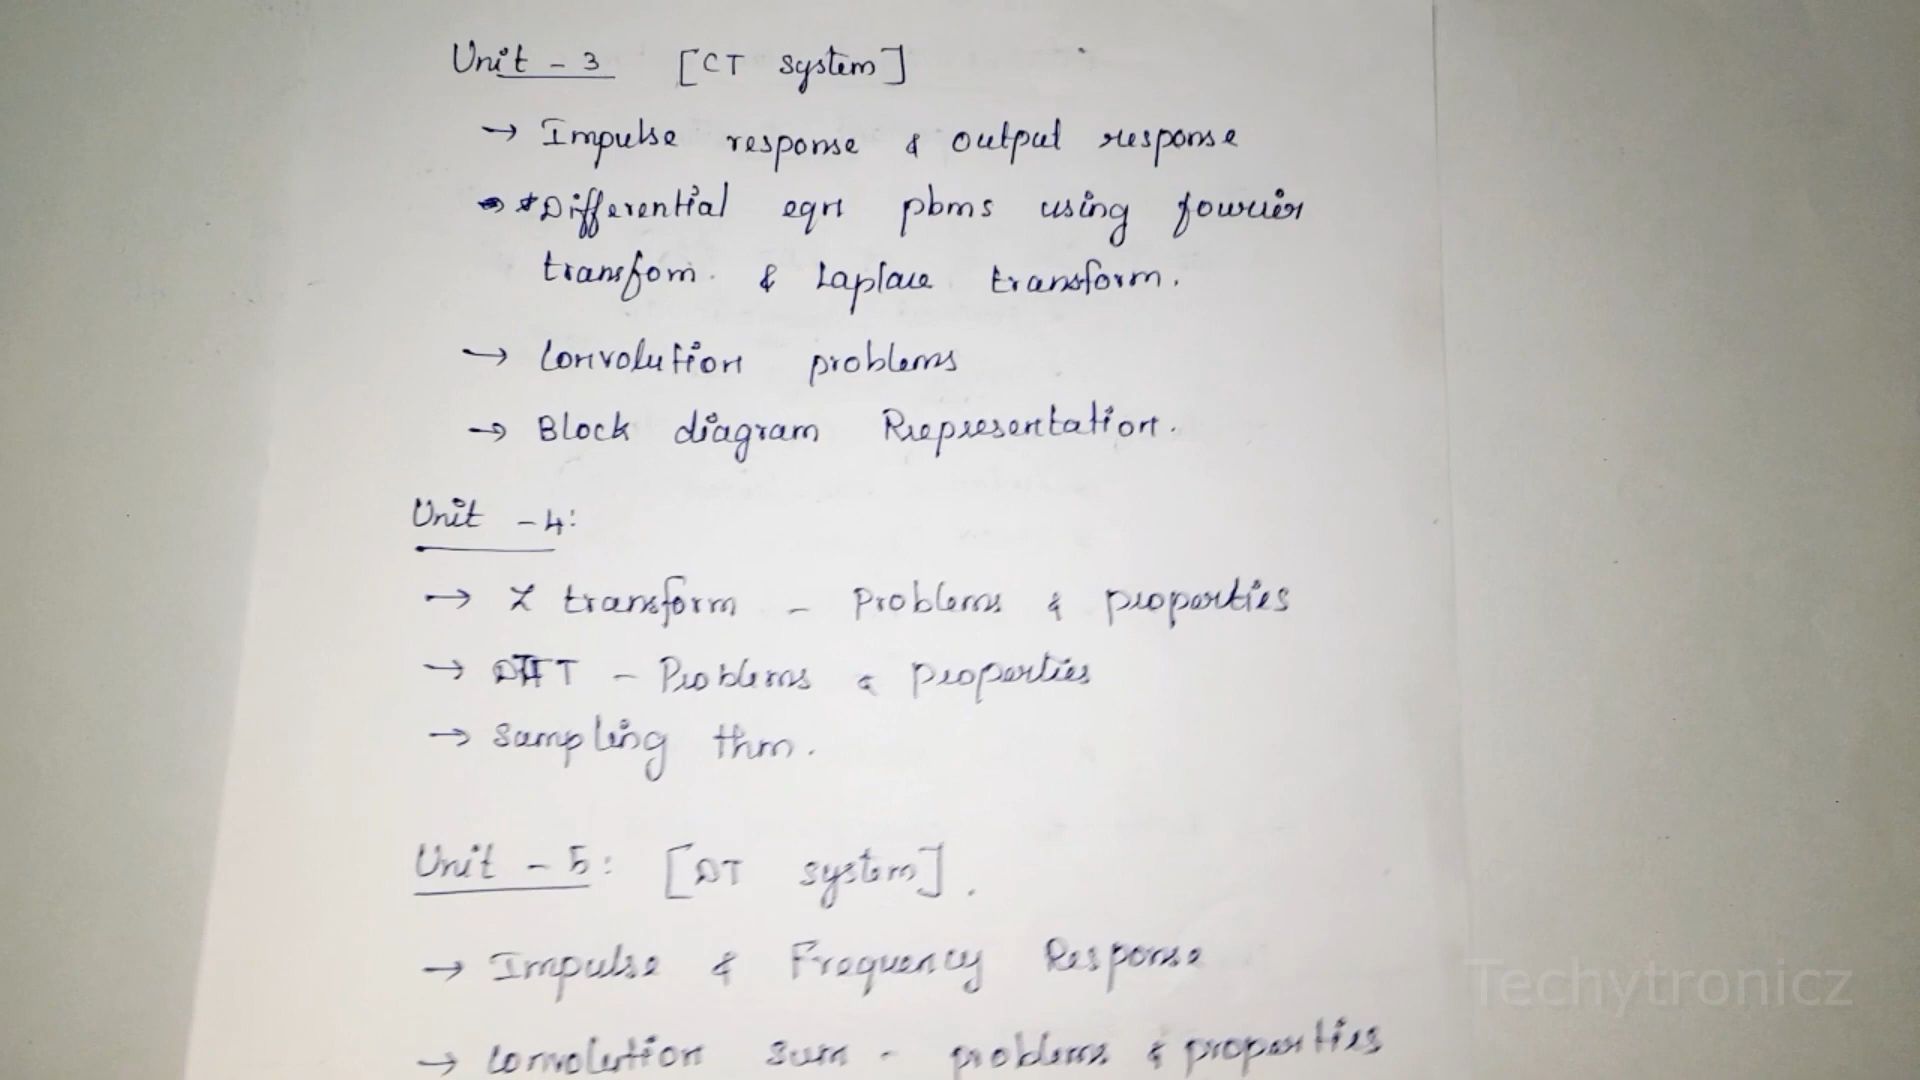 Unit - 3 [CT system]
→ Impulse response & output response
→ *Differential eqn pbms using fourier
transfom. & Laplace transform.
→ Convolution problems
→ Block diagram Representation.
Unit - 4:
→ Z transform - Problems & properties
→ DTFT - Problems & properties
→ Sampling thm.
Unit - 5: [DT system].
→ Impulse & Frequency Response
→ Convolution Sum - problems & properties
Techytronicz